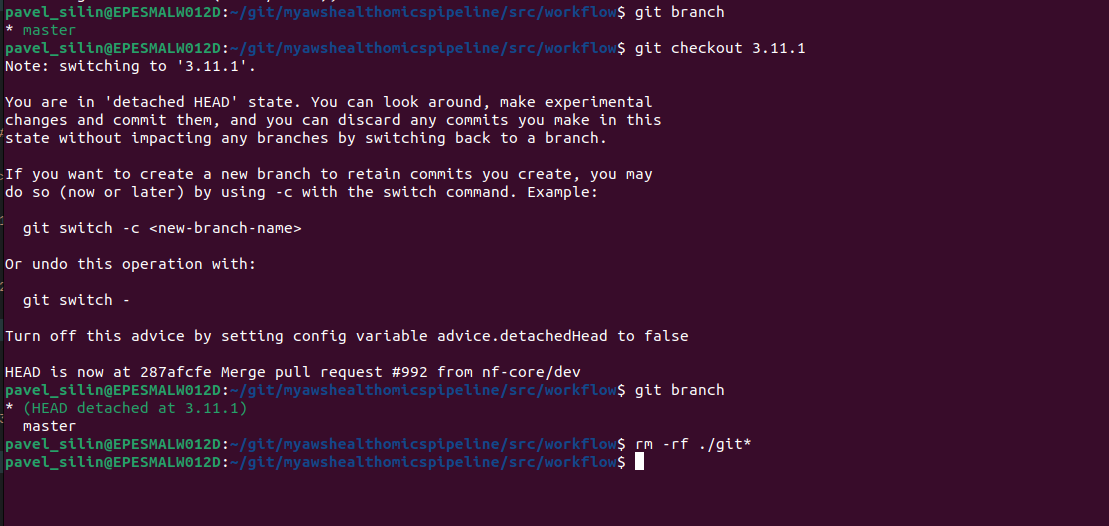 pavel_silin@EPESMALW012D:~/git/myawshealthomicspipeline/src/workflow$ git branch
* master
pavel_silin@EPESMALW012D:~/git/myawshealthomicspipeline/src/workflow$ git checkout 3.11.1
Note: switching to '3.11.1'.
You are in 'detached HEAD' state. You can look around, make experimental
changes and commit them, and you can discard any commits you make in this
state without impacting any branches by switching back to a branch.
If you want to create a new branch to retain commits you create, you may
do so (now or later) by using -c with the switch command. Example:
git switch -c <new-branch-name>
Or undo this operation with:
git switch -
Turn off this advice by setting config variable advice.detachedHead to false
HEAD is now at 287afcfe Merge pull request #992 from nf-core/dev
pavel_silin@EPESMALW012D:~/git/myawshealthomicspipeline/src/workflow$ git branch
* (HEAD detached at 3.11.1)
master
pavel_silin@EPESMALW012D:~/git/myawshealthomicspipeline/src/workflow$ rm -rf ./git*
pavel_silin@EPESMALW012D:~/git/myawshealthomicspipeline/src/workflow$